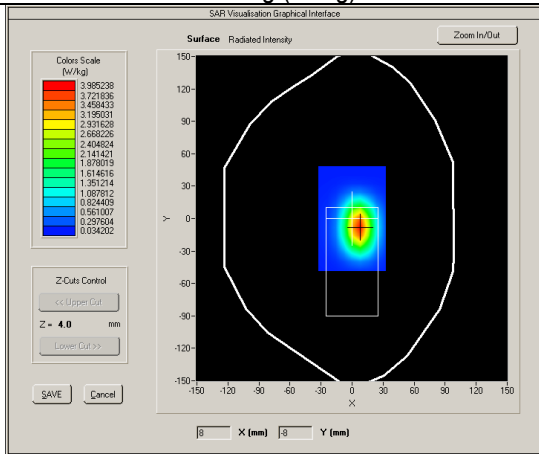 SAR Visualisation Graphical Interface
Surface Radiated Intensity
Zoom In/Out
Colors Scale
(W/kg)
3.985238
3.721836
3.458433
3.195031
2.931628
2.668226
2.404824
2.141421
1.878019
1.614616
1.351214
1.087812
0.824409
0.561007
0.297604
0.034202
Z-Cuts Control
<< Upper Cut
Z = 4.0 mm
Lower Cut >>
SAVE Cancel
150-
120-
90-
60-
30-
0-
-30-
-60-
-90-
-120-
-150-
Y
-150 -120 -90 -60 -30 0 30 60 90 120 150
X
8 X (mm) -8 Y (mm)